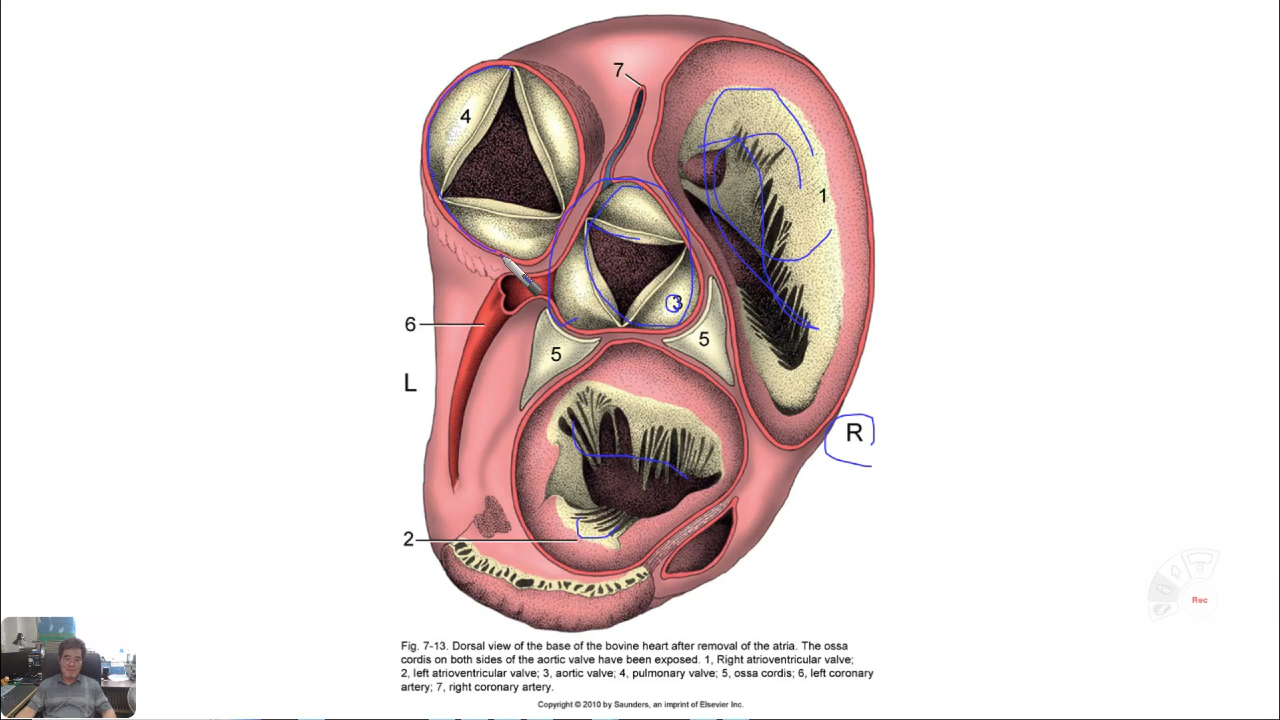 7
4
1
3
6
5
5
L
R
2
Rec
Fig. 7-13. Dorsal view of the base of the bovine heart after removal of the atria. The ossa
cordis on both sides of the aortic valve have been exposed. 1, Right atrioventricular valve;
2, left atrioventricular valve; 3, aortic valve; 4, pulmonary valve; 5, ossa cordis; 6, left coronary
artery; 7, right coronary artery.
Copyright © 2010 by Saunders, an imprint of Elsevier Inc.